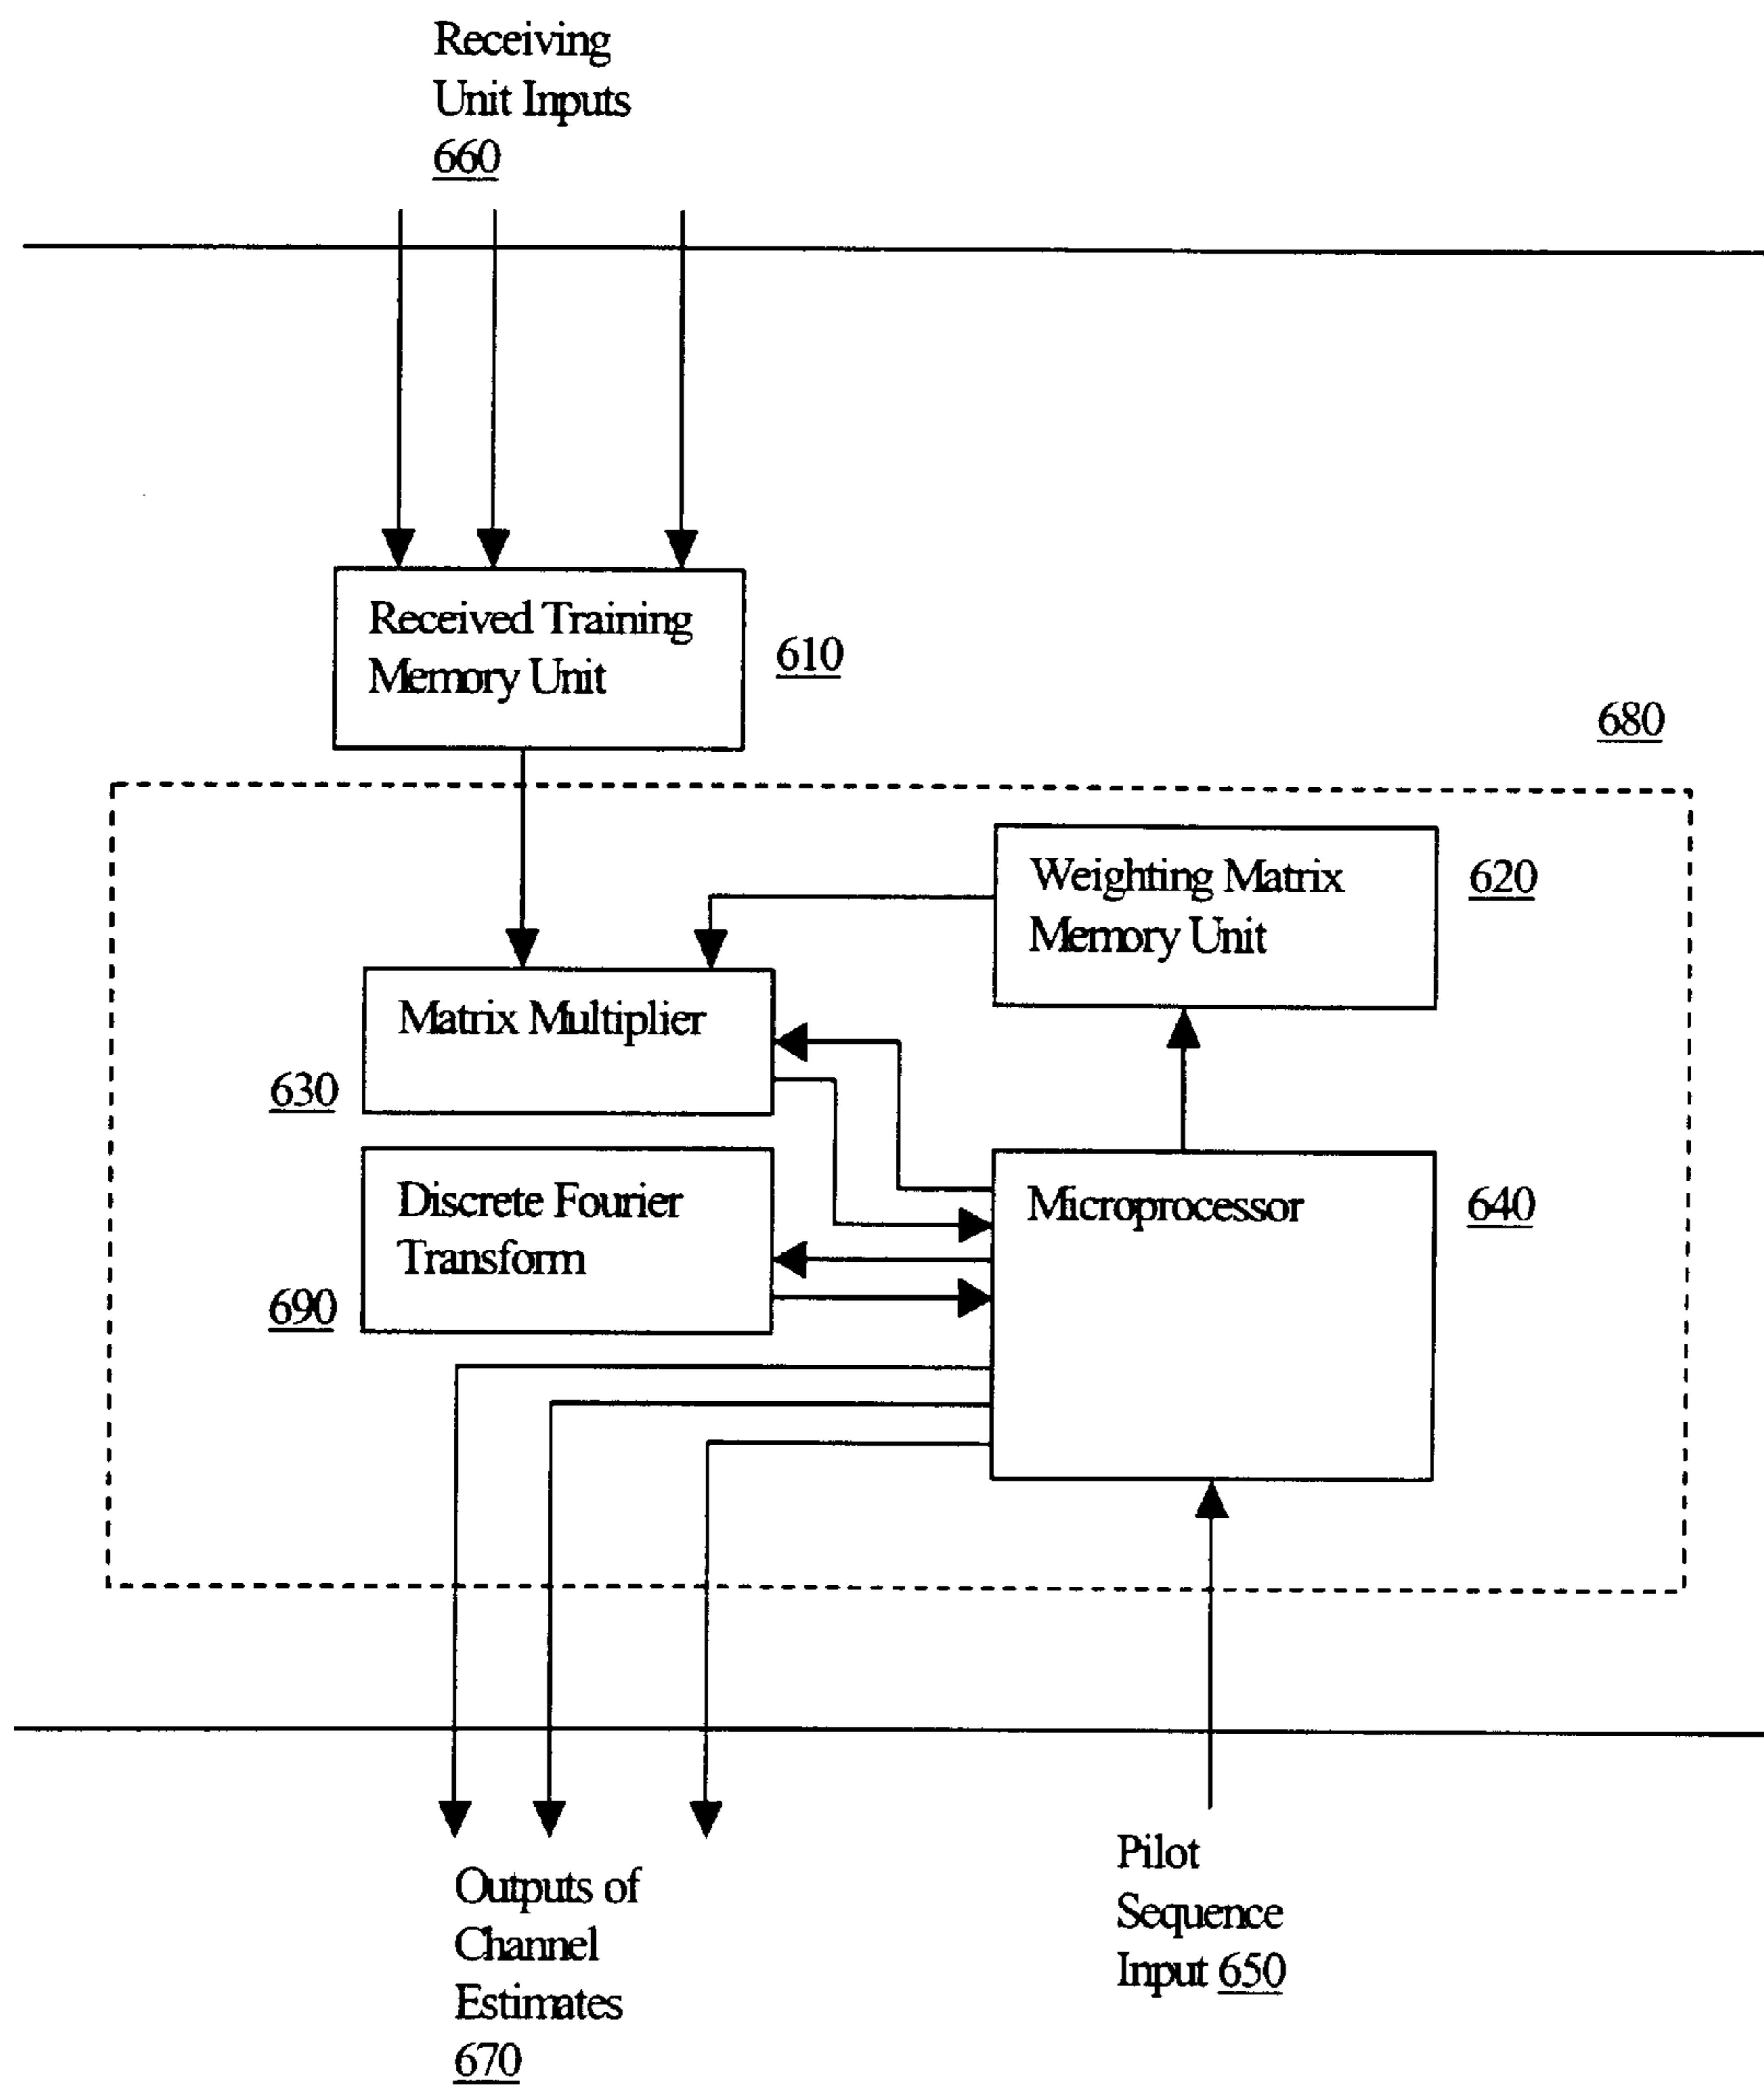 Receiving
Unit Inputs
660
Received Training
Memory Unit
610
680
Weighting Matrix
Memory Unit
620
Matrix Multiplier
630
Discrete Fourier
Transform
690
Microprocessor
640
Outputs of
Channel
Estimates
670
Pilot
Sequence
Input 650